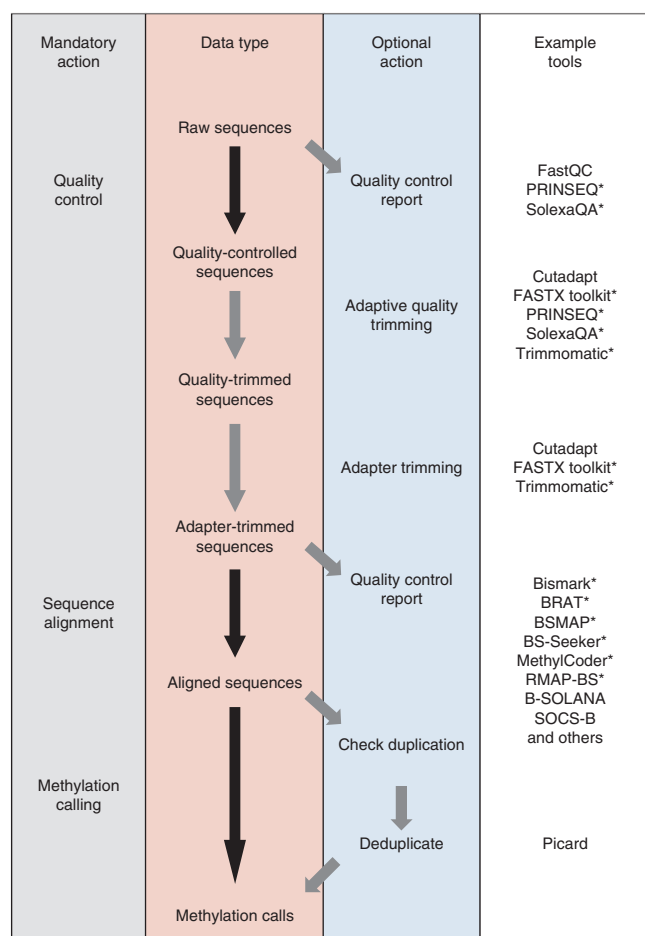 Mandatory
action
Data type
Optional
action
Example
tools
Raw sequences
Quality
control
Quality control
report
FastQC
PRINSEQ*
SolexaQA*
Quality-controlled
sequences
Adaptive quality
trimming
Cutadapt
FASTX toolkit*
PRINSEQ*
SolexaQA*
Trimmomatic*
Quality-trimmed
sequences
Adapter trimming
Cutadapt
FASTX toolkit*
Trimmomatic*
Adapter-trimmed
sequences
Quality control
report
Sequence
alignment
Bismark*
BRAT*
BSMAP*
BS-Seeker*
MethylCoder*
RMAP-BS*
B-SOLANA
SOCS-B
and others
Aligned sequences
Check duplication
Methylation
calling
Deduplicate
Picard
Methylation calls